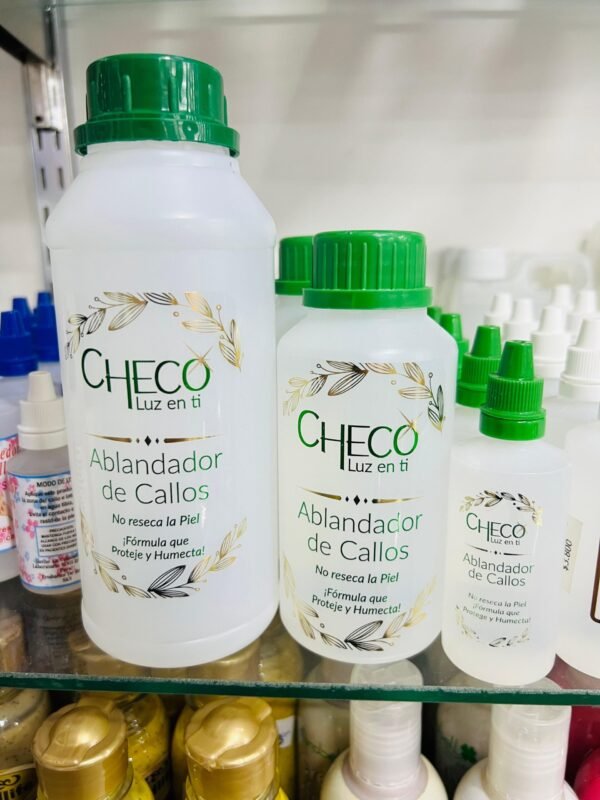 CHECO
Luz en ti
Ablandador
de Callos
No reseca la Piel
¡Fórmula que
Proteje y Humecta!
CHECO
Luz en ti
Ablandador
de Callos
No reseca la Piel
¡Fórmula que
Proteje y Humecta!
CHECO
Luz en ti
Ablandador
de Callos
No reseca la Piel
¡Fórmula que
Protege y Humecta!
MODO DE